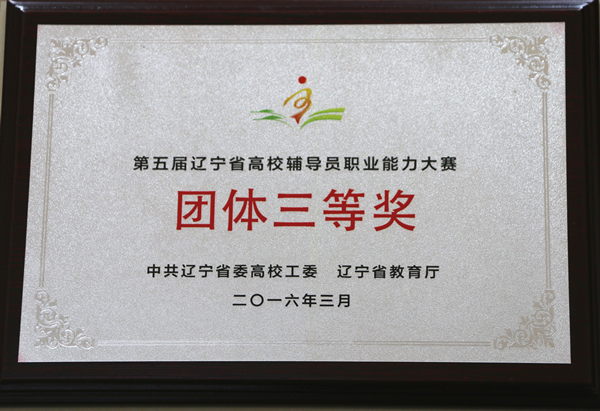 第五届辽宁省高校辅导员职业能力大赛
团体三等奖
中共辽宁省委高校工委 辽宁省教育厅
二〇一六年三月